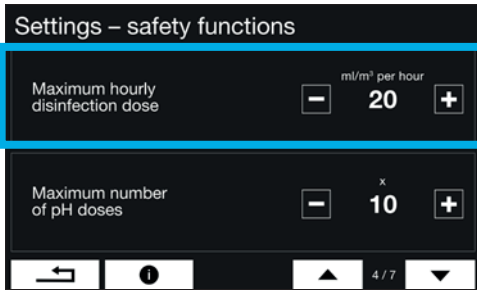 Settings – safety functions
Maximum hourly
disinfection dose
ml/m³ per hour
− 20 +
Maximum number
of pH doses
x
− 10 +
i
4/7